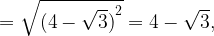 = \sqrt{(4 - \sqrt{3})^2} = 4 - \sqrt{3},